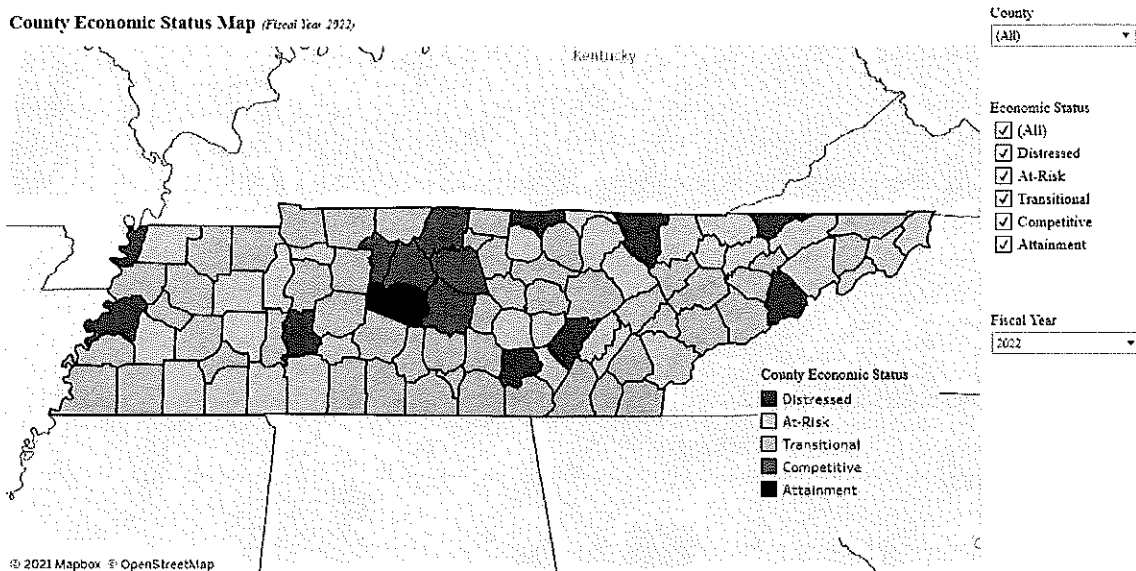 County Economic Status Map (Fiscal Year 2022)
County
(All)
Kentucky
Economic Status
(All)
Distressed
At-Risk
Transitional
Competitive
Attainment
Fiscal Year
2022
County Economic Status
Distressed
At-Risk
Transitional
Competitive
Attainment
© 2021 Mapbox © OpenStreetMap